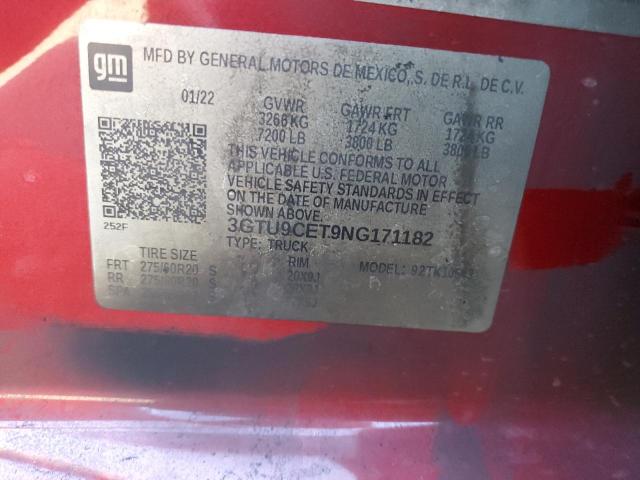 gm
MFD BY GENERAL MOTORS DE MEXICO, S. DE R.L. DE C.V.
01/22 GVWR GAWR FRT GAWR RR
3266 KG 1724 KG 1724 KG
7200 LB 3800 LB 3800 LB
THIS VEHICLE CONFORMS TO ALL
APPLICABLE U.S. FEDERAL MOTOR
VEHICLE SAFETY STANDARDS IN EFFECT
ON THE DATE OF MANUFACTURE
SHOWN ABOVE.
252F
3GTU9CET9NG171182
TYPE: TRUCK
TIRE SIZE RIM MODEL:
FRT 275/60R20 S 20X9J
RR 275/60R20 S
SPA